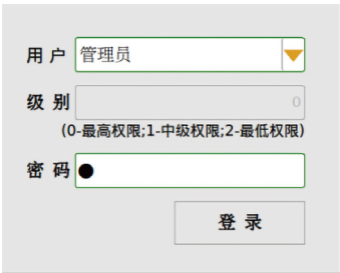 用 户 管理员
级 别 0
(0-最高权限;1-中级权限;2-最低权限)
密 码 ●
登 录